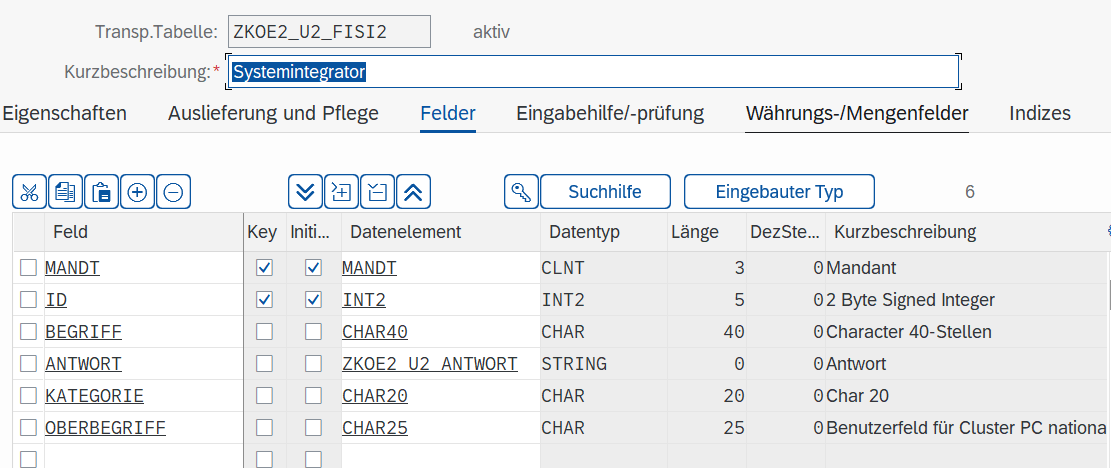 Transp.Tabelle: ZKOE2_U2_FISI2 aktiv
Kurzbeschreibung:* Systemintegrator
Eigenschaften Auslieferung und Pflege Felder Eingabehilfe/-prüfung Währungs-/Mengenfelder Indizes
Suchhilfe Eingebauter Typ 6
Feld Key Initi... Datenelement Datentyp Länge DezSte... Kurzbeschreibung
MANDT MANDT CLNT 3 0 Mandant
ID INT2 INT2 5 0 2 Byte Signed Integer
BEGRIFF CHAR40 CHAR 40 0 Character 40-Stellen
ANTWORT ZKOE2_U2_ANTWORT STRING 0 0 Antwort
KATEGORIE CHAR20 CHAR 20 0 Char 20
OBERBEGRIFF CHAR25 CHAR 25 0 Benutzerfeld für Cluster PC nationa